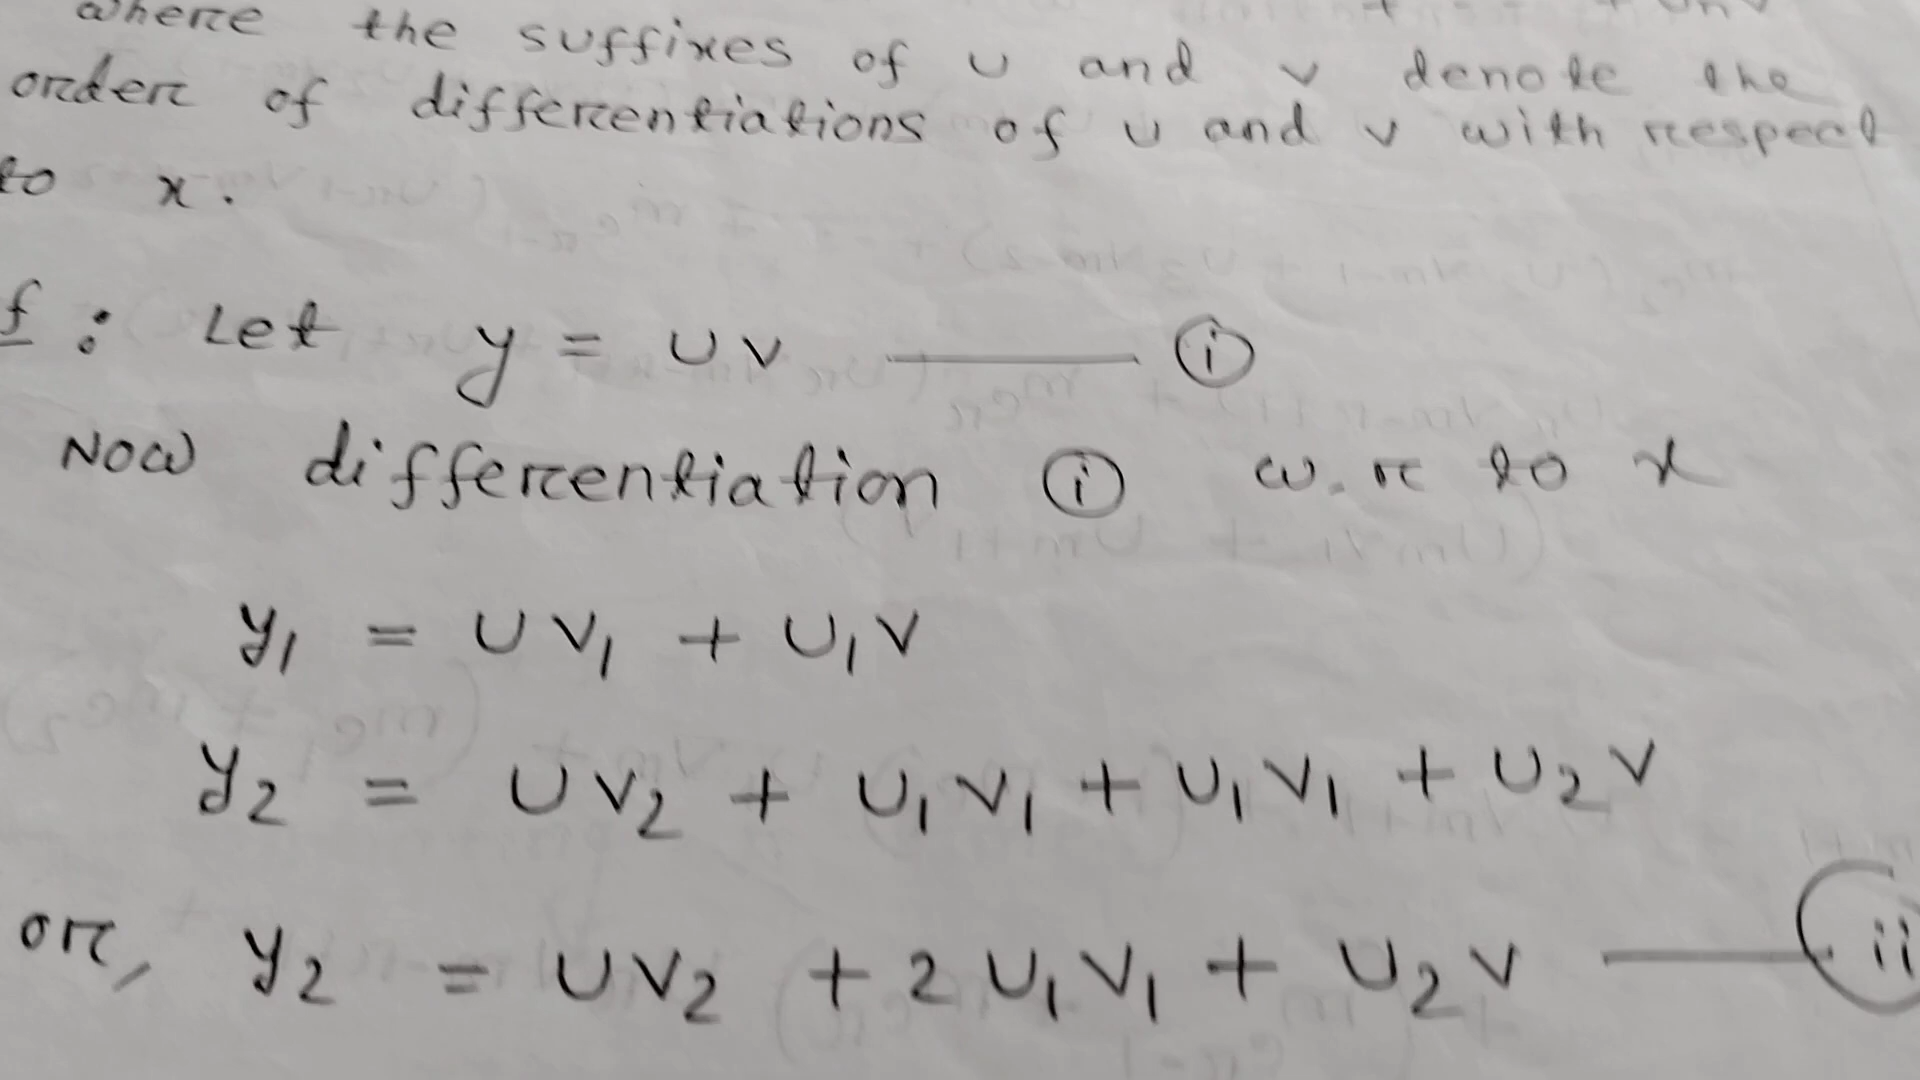 where the suffixes of u and v denote the
order of differentiations of u and v with respect
to x.
f : Let y = uv —— (i)
Now differentiation (i) w.r to x
y₁ = uv₁ + u₁v
y₂ = uv₂ + u₁v₁ + u₁v₁ + u₂v
or, y₂ = uv₂ + 2u₁v₁ + u₂v —— (ii